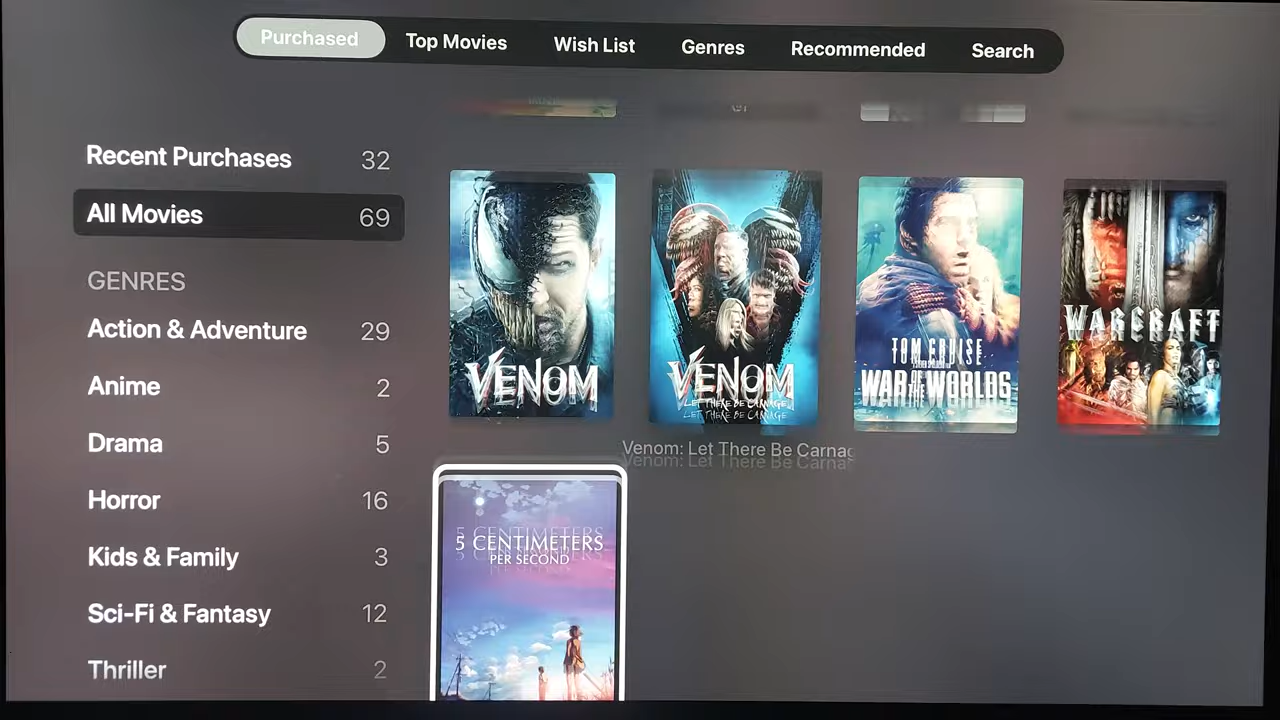 Purchased
Top Movies
Wish List
Genres
Recommended
Search
Recent Purchases 32
All Movies 69
GENRES
Action & Adventure 29
Anime 2
Drama 5
Horror 16
Kids & Family 3
Sci-Fi & Fantasy 12
Thriller 2
VENOM
VENOM
LET THERE BE CARNAGE
TOM CRUISE
WAR OF THE WORLDS
WARCRAFT
Venom: Let There Be Carnag
5 CENTIMETERS
PER SECOND